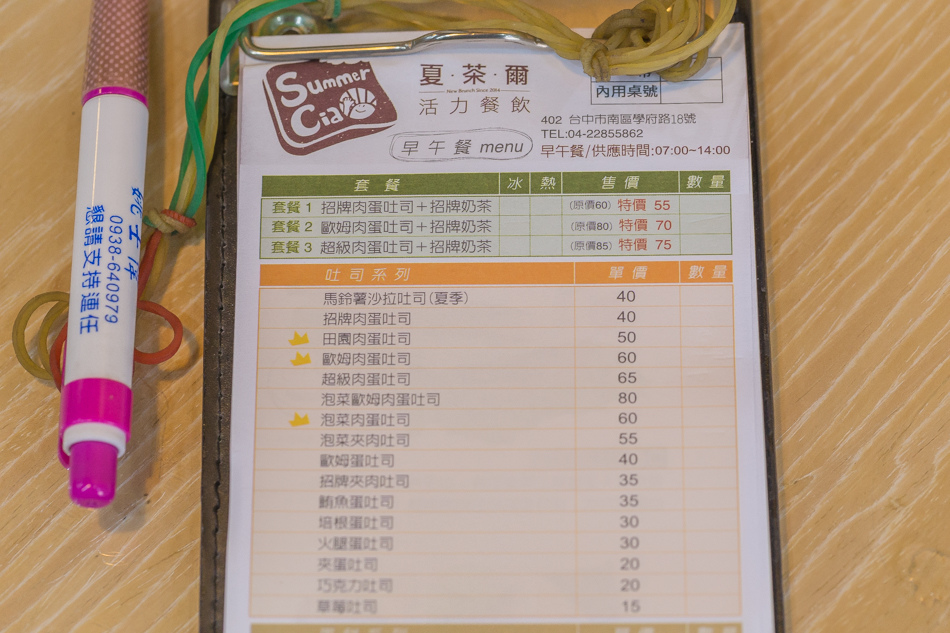 Summer
Ciao
夏·茶·爾
New Brunch Since 2014
活力餐飲
早午餐 menu
內用桌號
402 台中市南區學府路18號
TEL:04-22855862
早午餐/供應時間:07:00~14:00
套餐 冰 熱 售價 數量
套餐1 招牌肉蛋吐司+招牌奶茶 (原價60) 特價 55
套餐2 歐姆肉蛋吐司+招牌奶茶 (原價80) 特價 70
套餐3 超級肉蛋吐司+招牌奶茶 (原價85) 特價 75
吐司系列 單價 數量
馬鈴薯沙拉吐司(夏季) 40
招牌肉蛋吐司 40
田園肉蛋吐司 50
歐姆肉蛋吐司 60
超級肉蛋吐司 65
泡菜歐姆肉蛋吐司 80
泡菜肉蛋吐司 60
泡菜夾肉吐司 55
歐姆蛋吐司 40
招牌夾肉吐司 35
鮪魚蛋吐司 35
培根蛋吐司 30
火腿蛋吐司 30
夾蛋吐司 20
巧克力吐司 20
草莓吐司 15
0938-640979
懇請支持連任